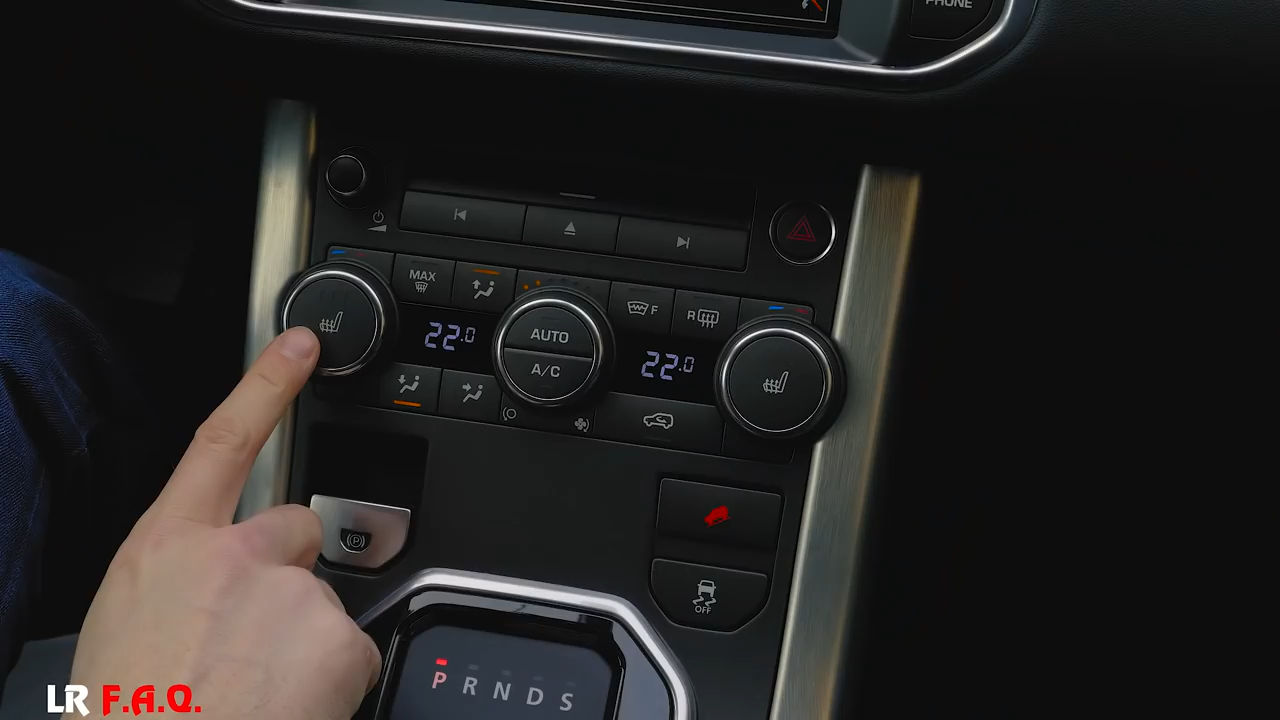 PHONE
MAX
F
R
22.0
AUTO
A/C
22.0
(P)
OFF
P R N D S
LR F.A.Q.